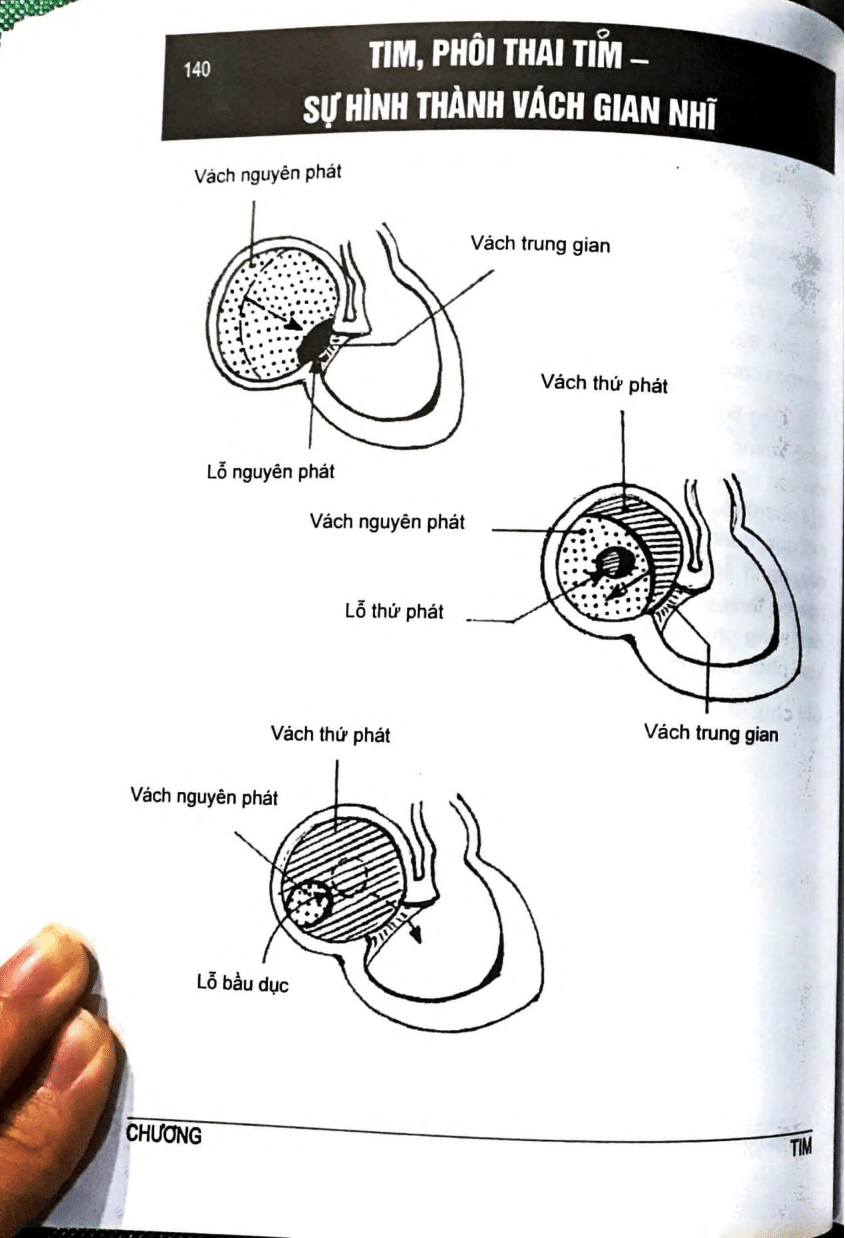 140
TIM, PHÔI THAI TIM –
SỰ HÌNH THÀNH VÁCH GIAN NHĨ
Vách nguyên phát
Vách trung gian
Lỗ nguyên phát
Vách thứ phát
Vách nguyên phát
Lỗ thứ phát
Vách trung gian
Vách thứ phát
Vách nguyên phát
Lỗ bầu dục
CHƯƠNG
TIM